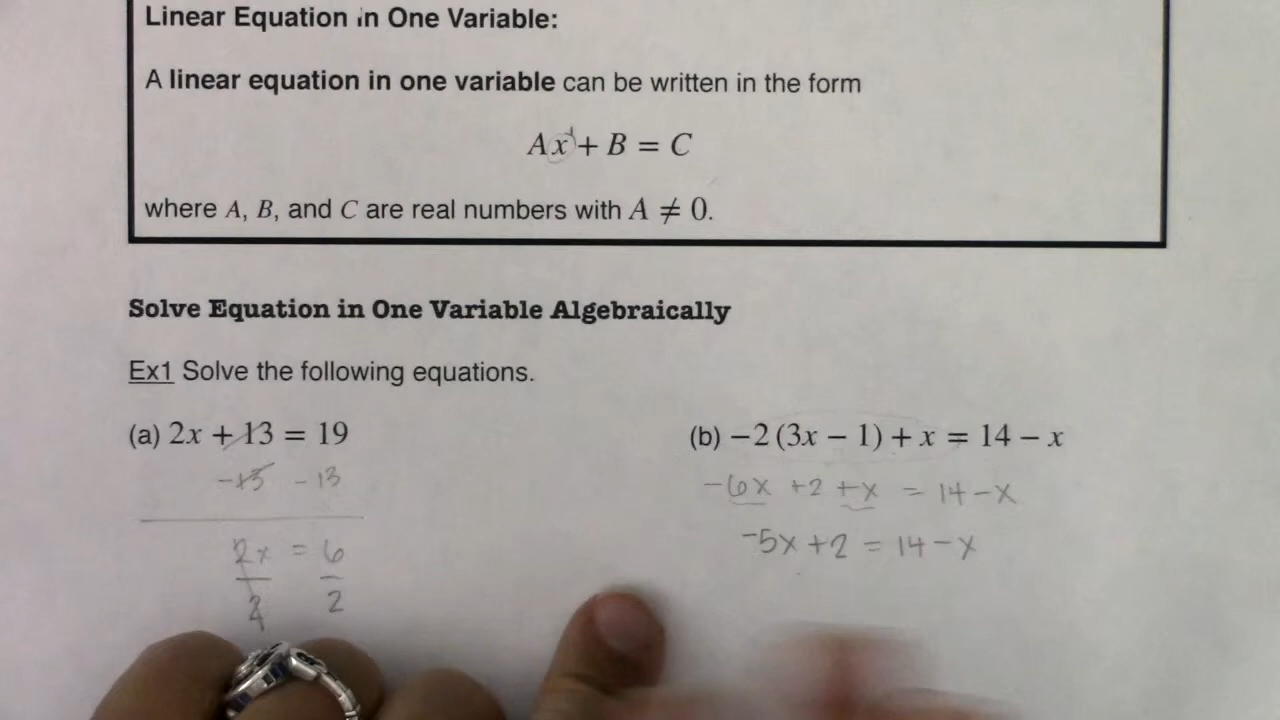 Linear Equation in One Variable:
A linear equation in one variable can be written in the form
Ax¹ + B = C
where A, B, and C are real numbers with A ≠ 0.
Solve Equation in One Variable Algebraically
Ex1 Solve the following equations.
(a) 2x + 13 = 19
-13 -13
2x = 6
2 2
(b) −2 (3x − 1) + x = 14 − x
-6x +2 +x = 14-x
-5x +2 = 14-x